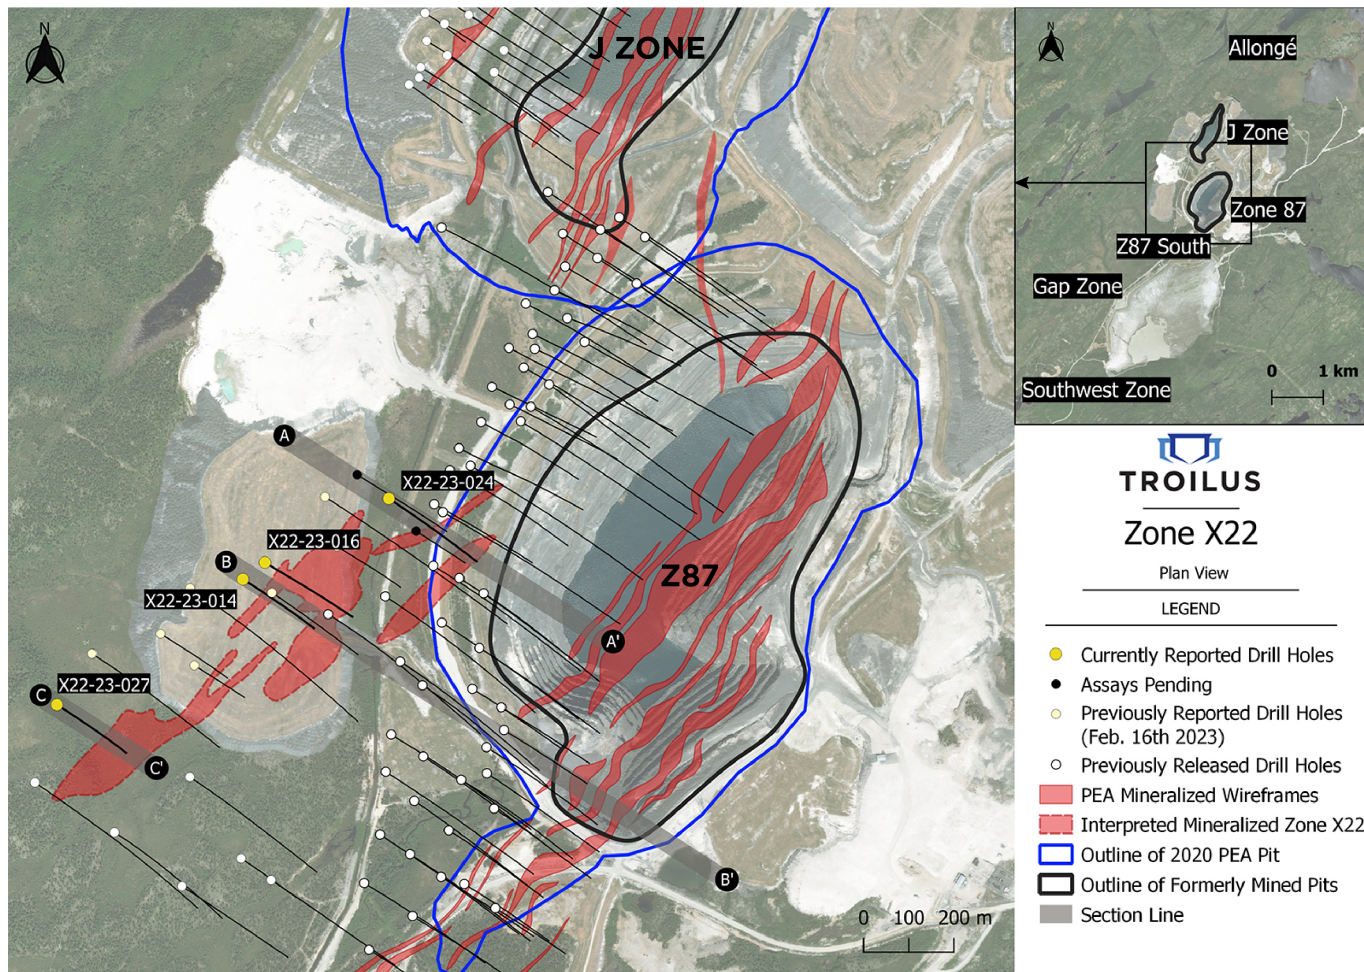 N
J ZONE
A
X22-23-024
X22-23-016
B
X22-23-014
Z87
A'
C
X22-23-027
C'
B'
0 100 200 m
N
Allongé
J Zone
Zone 87
Z87 South
Gap Zone
0 1 km
Southwest Zone
TROILUS
Zone X22
Plan View
LEGEND
Currently Reported Drill Holes
Assays Pending
Previously Reported Drill Holes
(Feb. 16th 2023)
Previously Released Drill Holes
PEA Mineralized Wireframes
Interpreted Mineralized Zone X22
Outline of 2020 PEA Pit
Outline of Formerly Mined Pits
Section Line